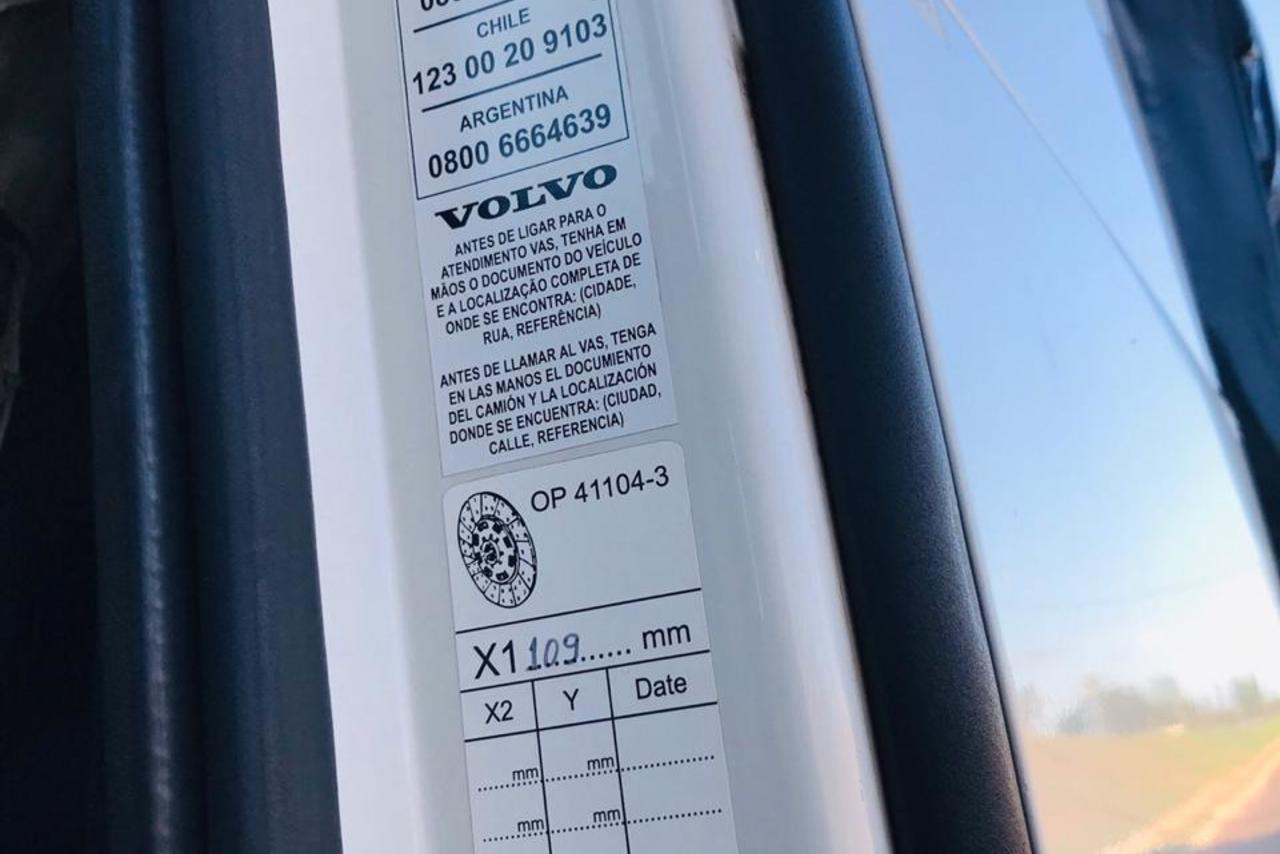 CHILE
123 00 20 9103
ARGENTINA
0800 6664639
VOLVO
ANTES DE LIGAR PARA O
ATENDIMENTO VAS, TENHA EM
MÃOS O DOCUMENTO DO VEÍCULO
E A LOCALIZAÇÃO COMPLETA DE
ONDE SE ENCONTRA: (CIDADE,
RUA, REFERÊNCIA)
ANTES DE LLAMAR AL VAS, TENGA
EN LAS MANOS EL DOCUMIENTO
DEL CAMIÓN Y LA LOCALIZACIÓN
DONDE SE ENCUENTRA: (CIUDAD,
CALLE, REFERENCIA)
OP 41104-3
X1 109...... mm
X2 Y Date
mm mm
mm mm